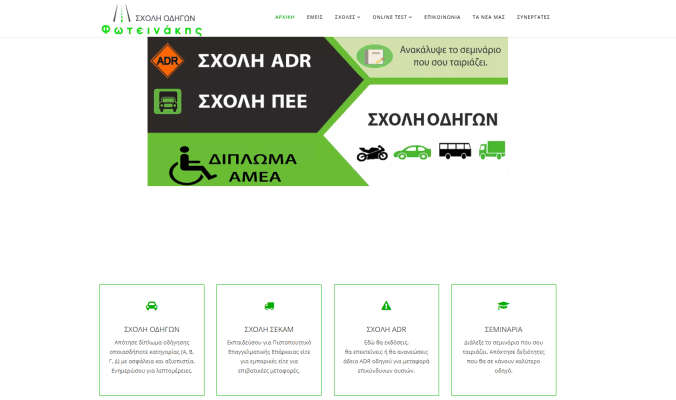 ΣΧΟΛΗ ΟΔΗΓΩΝ
Φωτεινάκης
ΑΡΧΙΚΗ ΕΜΕΙΣ ΣΧΟΛΕΣ ONLINE TEST ΕΠΙΚΟΙΝΩΝΙΑ ΤΑ ΝΕΑ ΜΑΣ ΣΥΝΕΡΓΑΤΕΣ
ADR ΣΧΟΛΗ ADR
Ανακάλυψε το σεμινάριο
που σου ταιριάζει.
ΣΧΟΛΗ ΠΕΕ
ΣΧΟΛΗ ΟΔΗΓΩΝ
ΔΙΠΛΩΜΑ
ΑΜΕΑ
ΣΧΟΛΗ ΟΔΗΓΩΝ
Απότησε δίπλωμα οδήγησης
οποιασδήποτε κατηγορίας (Α, Β,
Γ, Δ) με ασφάλεια και αξιοπιστία.
Ενημερώσου για λεπτομέρειες.
ΣΧΟΛΗ ΣΕΚΑΜ
Εκπαιδεύσου για Πιστοποιητικό
Επαγγελματικής Επάρκειας είτε
για εμπορικές είτε για
επιβατικές μεταφορές.
ΣΧΟΛΗ ADR
Εδώ θα εκδόσεις,
θα επεκτείνεις ή θα ανανεώσεις
άδεια ADR οδηγού για μεταφορά
επικίνδυνων ουσιών.
ΣΕΜΙΝΑΡΙΑ
Διάλεξε το σεμινάριο που σου
ταιριάζει. Απόκτησε δεξιότητες
που θα σε κάνουν καλύτερο
οδηγό.